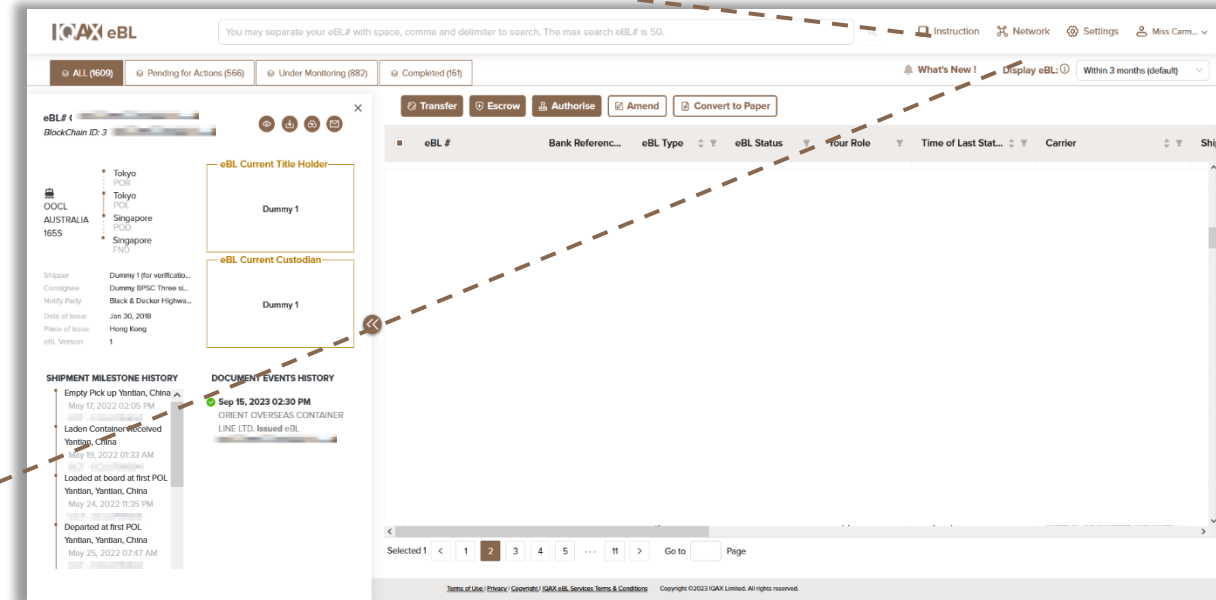 IQAX eBL
You may separate your eBL# with space, comma and delimiter to search. The max search eBL# is 50.
Instruction
Network
Settings
Miss Carm...
ALL (1609)
Pending for Actions (566)
Under Monitoring (882)
Completed (161)
What's New !
Display eBL:
Within 3 months (default)
eBL# (
BlockChain ID: 3
Transfer
Escrow
Authorise
Amend
Convert to Paper
eBL #
Bank Referenc...
eBL Type
eBL Status
Your Role
Time of Last Stat...
Carrier
Shi
OOCL
AUSTRALIA
165S
Tokyo
POR
Tokyo
POL
Singapore
POD
Singapore
FND
eBL Current Title Holder
Dummy 1
eBL Current Custodian
Dummy 1
Shipper Dummy 1 (for verificatio...
Consignee Dummy BPSC Three si...
Notify Party Black & Decker Highwa...
Date of Issue Jan 30, 2018
Place of Issue Hong Kong
eBL Version 1
SHIPMENT MILESTONE HISTORY
Empty Pick up Yantian, China
May 17, 2022 02:05 PM
Laden Container Received
Yantian, China
May 19, 2022 01:33 AM
Loaded at board at first POL
Yantian, Yantian, China
May 24, 2022 11:35 PM
Departed at first POL
Yantian, Yantian, China
May 25, 2022 07:47 AM
DOCUMENT EVENTS HISTORY
Sep 15, 2023 02:30 PM
ORIENT OVERSEAS CONTAINER
LINE LTD. Issued eBL
Selected 1 < 1 2 3 4 5 ... 11 > Go to Page
Terms of Use | Privacy | Copyright | IQAX eBL Services Terms & Conditions Copyright ©2023 IQAX Limited. All rights reserved.